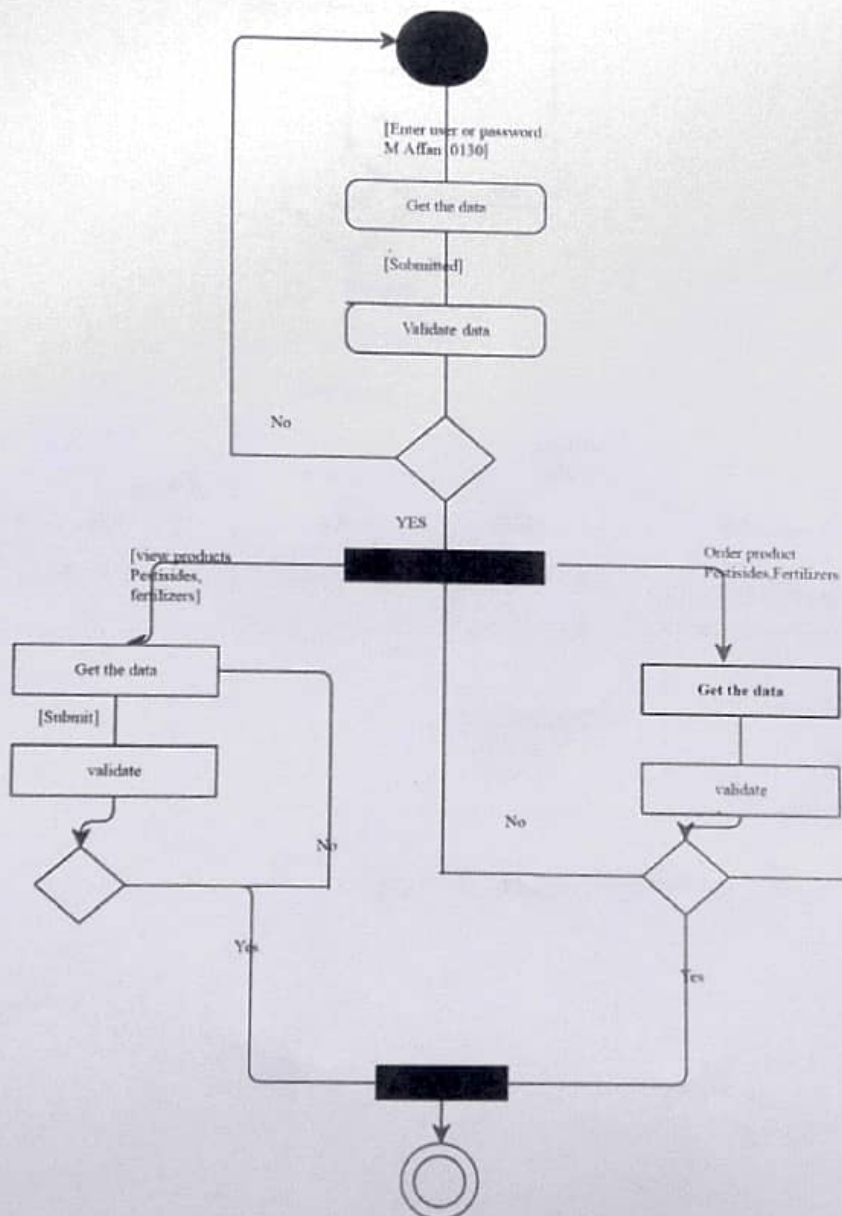 [Enter user or password
M Affan 0130]
Get the data
[Submitted]
Validate data
No
YES
[view products
Pestisides,
fertilizers]
Order product
Pestisides,Fertilizers
Get the data
[Submit]
validate
No
Yes
Get the data
validate
No
Yes